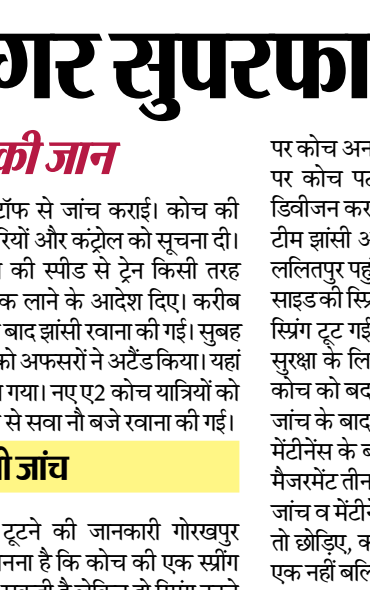 गर सुपरफा
की जान
टॉफ से जांच कराई। कोच की
रियों और कंट्रोल को सूचना दी।
की स्पीड से ट्रेन किसी तरह
क लाने के आदेश दिए। करीब
बाद झांसी रवाना की गई। सुबह
को अफसरों ने अटैंड किया। यहां
गया। नए ए2 कोच यात्रियों को
से सवा नौ बजे रवाना की गई।
ी जांच
टूटने की जानकारी गोरखपुर
नना है कि कोच की एक स्प्रींग
पर कोच अन
पर कोच पट
डिवीजन कर
टीम झांसी अ
ललितपुर पहुं
साइड की स्प्रि
स्प्रिंग टूट गई
सुरक्षा के लि
कोच को बद
जांच के बाद
मेंटीनेंस के ब
मैजरमेंट तीन
जांच व मेंटीने
तो छोड़िए, क
एक नहीं बलि